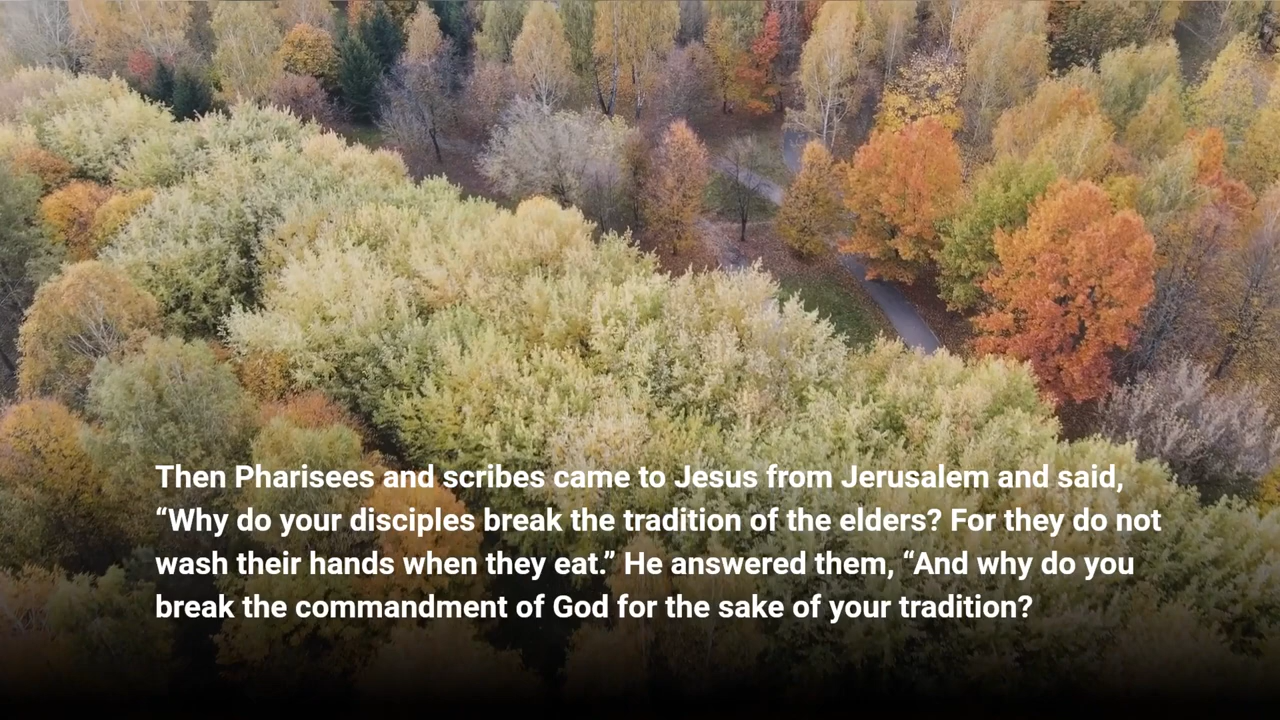 Then Pharisees and scribes came to Jesus from Jerusalem and said,
“Why do your disciples break the tradition of the elders? For they do not
wash their hands when they eat.” He answered them, “And why do you
break the commandment of God for the sake of your tradition?